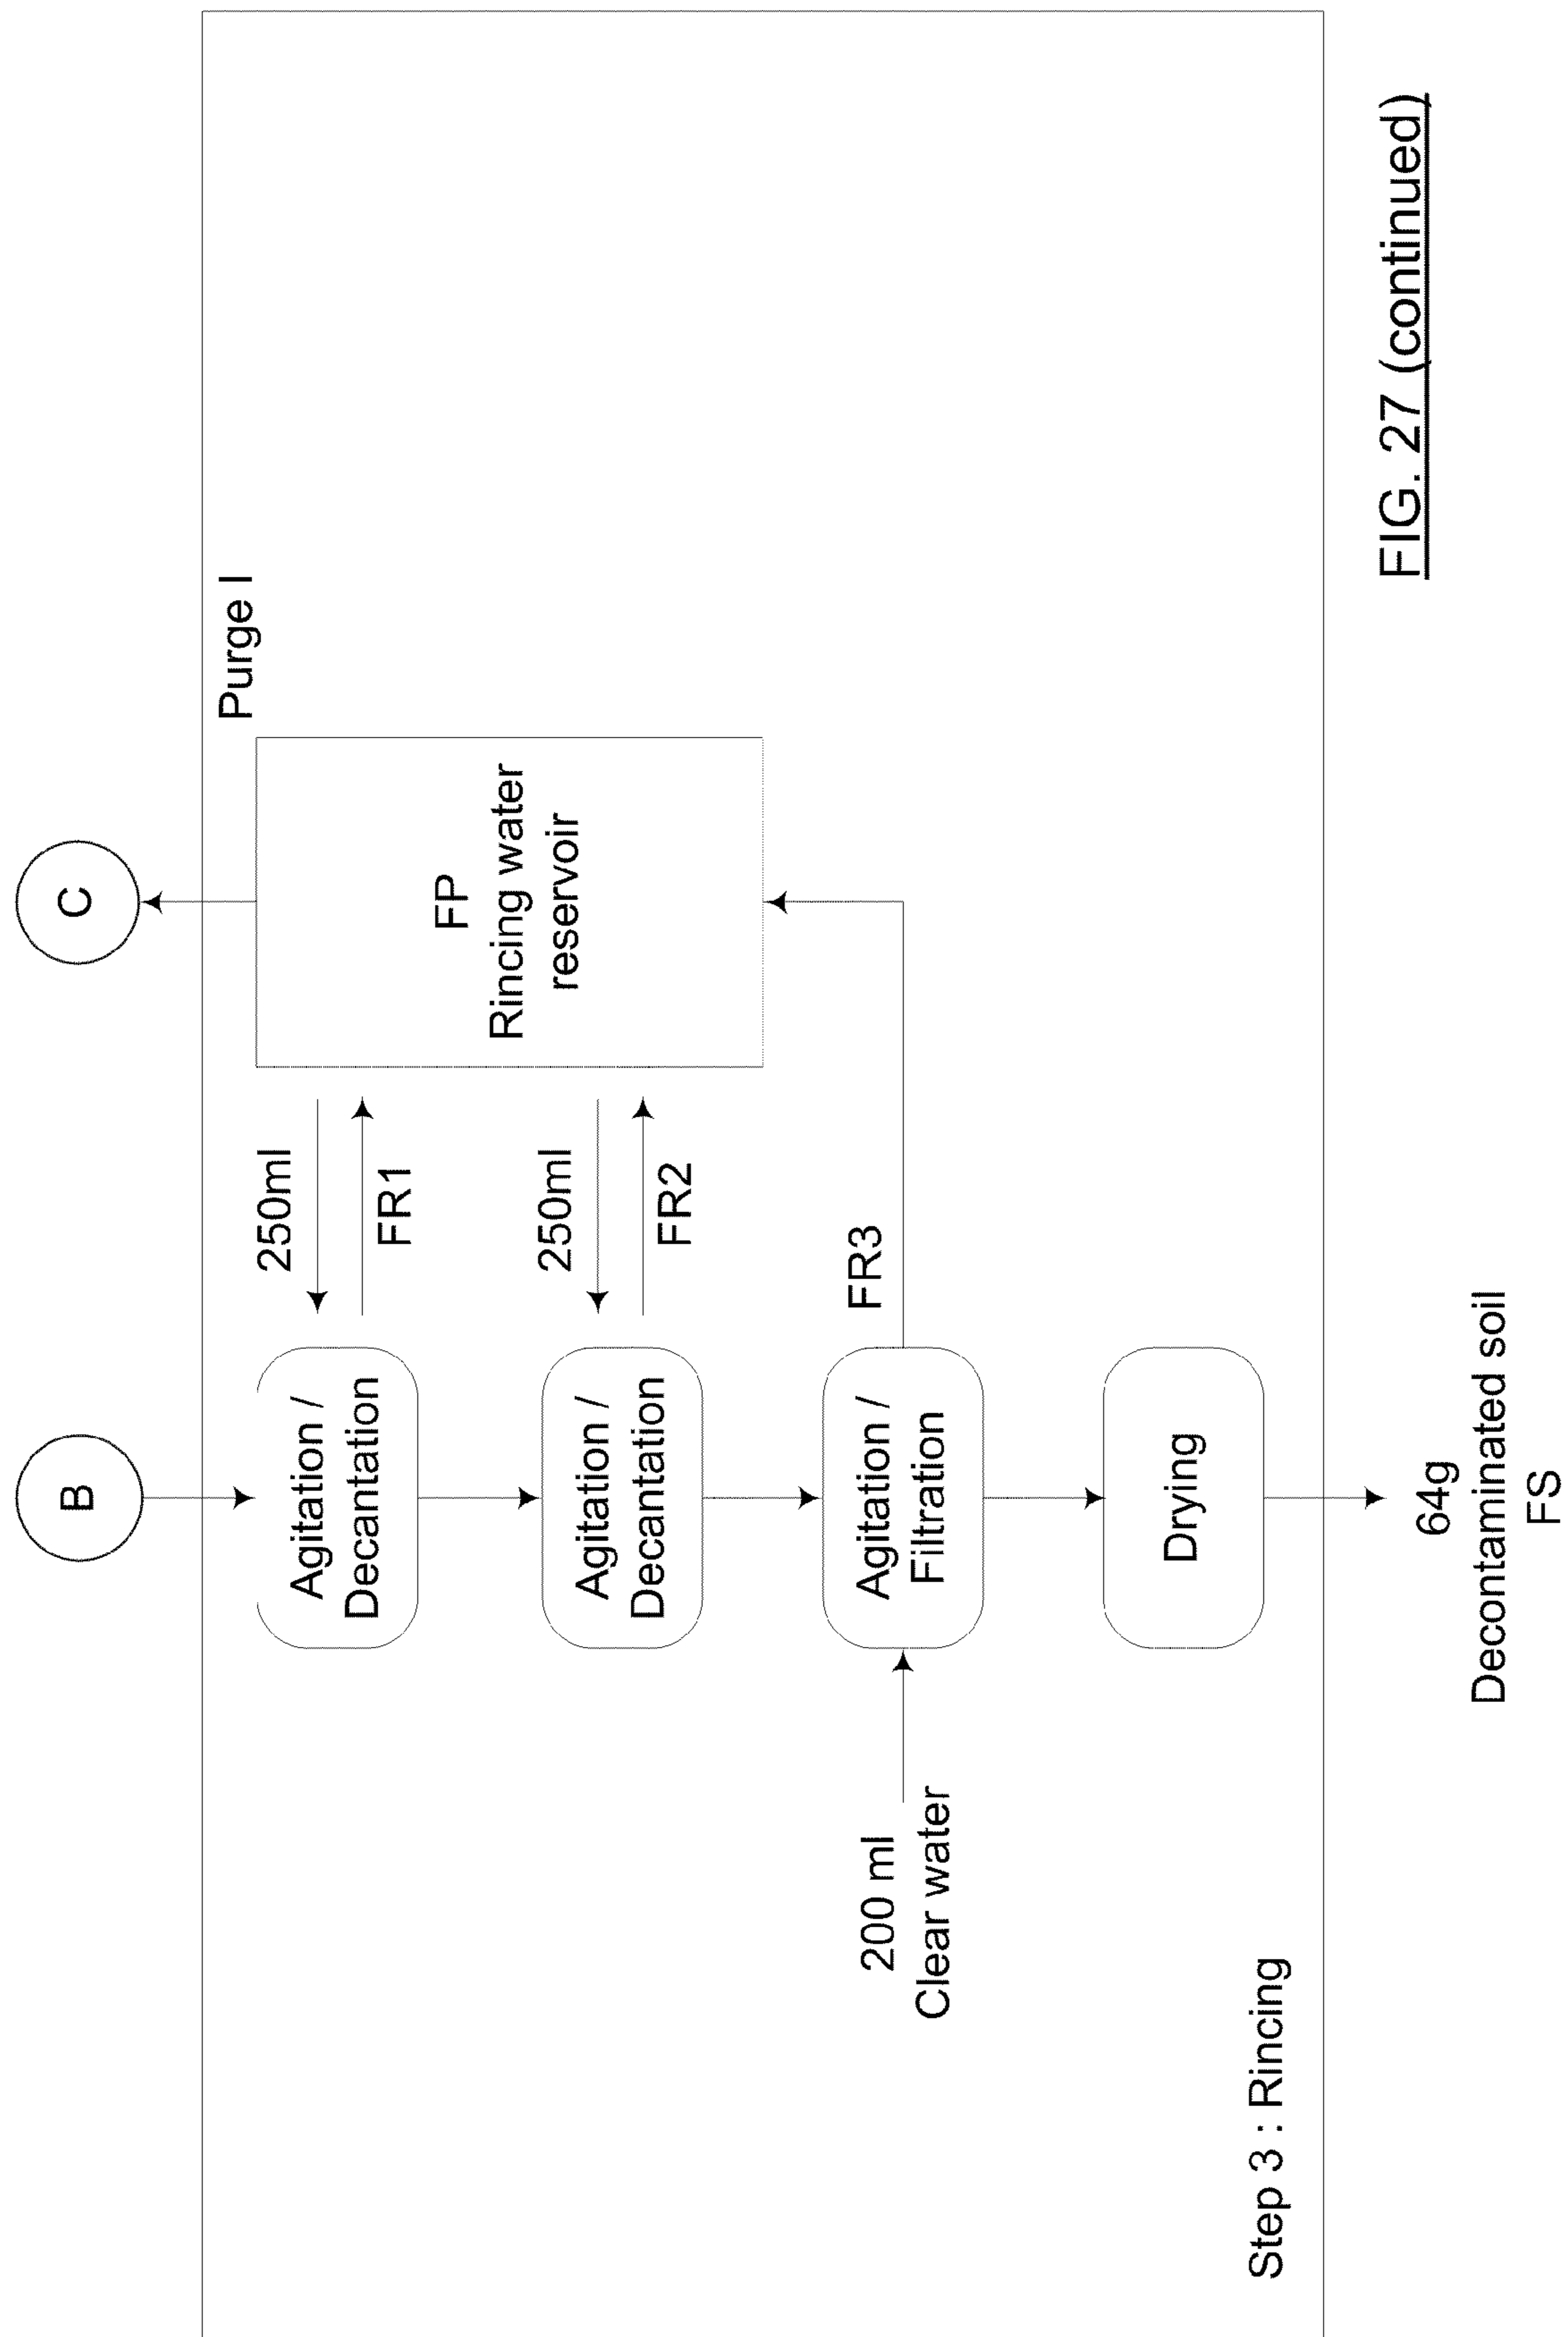 B
C
Purge I
Agitation /
Decantation
250ml
FR1
FP
Rincing water
reservoir
Agitation /
Decantation
250ml
FR2
200 ml
Clear water
Agitation /
Filtration
FR3
Drying
Step 3 : Rincing
64g
Decontaminated soil
FS
FIG. 27 (continued)